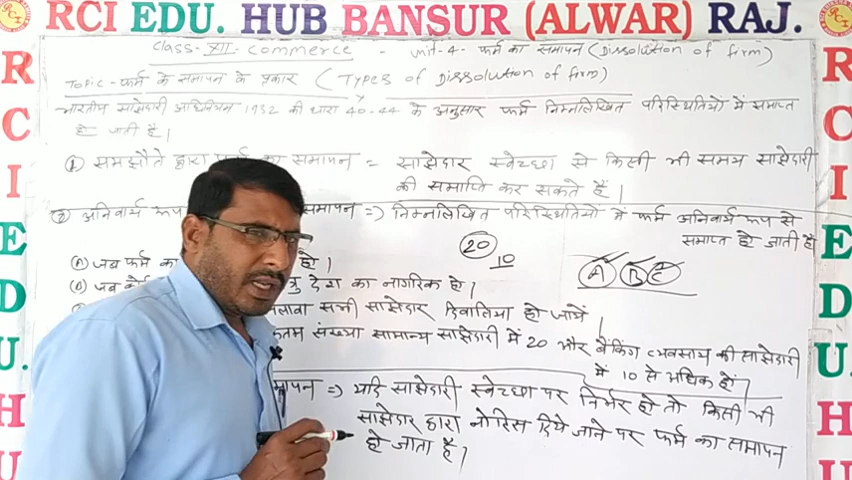 RCI EDU. HUB BANSUR (ALWAR) RAJ.
Class-XII - Commerce - Unit-4- फर्म का समापन (Dissolution of firm)
Topic - फर्म के समापन के प्रकार (Types of Dissolution of firm)
भारतीय साझेदारी अधिनियम 1932 की धारा 40-44 के अनुसार फर्म निम्नलिखित परिस्थितियों में समाप्त
हो जाती है।
① समझौते द्वारा फर्म का समापन = साझेदार स्वेच्छा से किसी भी समय साझेदारी
की समाप्ति कर सकते हैं।
② अनिवार्य रूप समापन => निम्नलिखित परिस्थितियों में फर्म अनिवार्य रूप से
समाप्त हो जाती है
20
10
(A) जब फर्म का हो।
A B C
(B) जब कोई देश का नागरिक हो।
सभी साझेदार दिवालिया हो जायें
संख्या सामान्य साझेदारी में 20 और बैंकिंग व्यवसाय की साझेदारी
में 10 से अधिक हो।
=> यदि साझेदारी स्वेच्छा पर निर्भर हो तो किसी भी
साझेदार द्वारा नोटिस दिये जाने पर फर्म का समापन
हो जाता है।
R
C
I
E
D
U.
H
U
R
C
I
E
D
U.
H
U